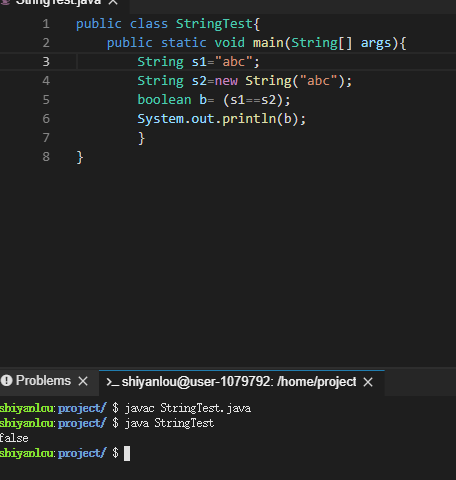 StringTest.java
1 public class StringTest{
2 public static void main(String[] args){
3 String s1="abc";
4 String s2=new String("abc");
5 boolean b= (s1==s2);
6 System.out.println(b);
7 }
8 }
Problems >_ shiyanlou@user-1079792: /home/project
shiyanlou:project/ $ javac StringTest.java
shiyanlou:project/ $ java StringTest
false
shiyanlou:project/ $